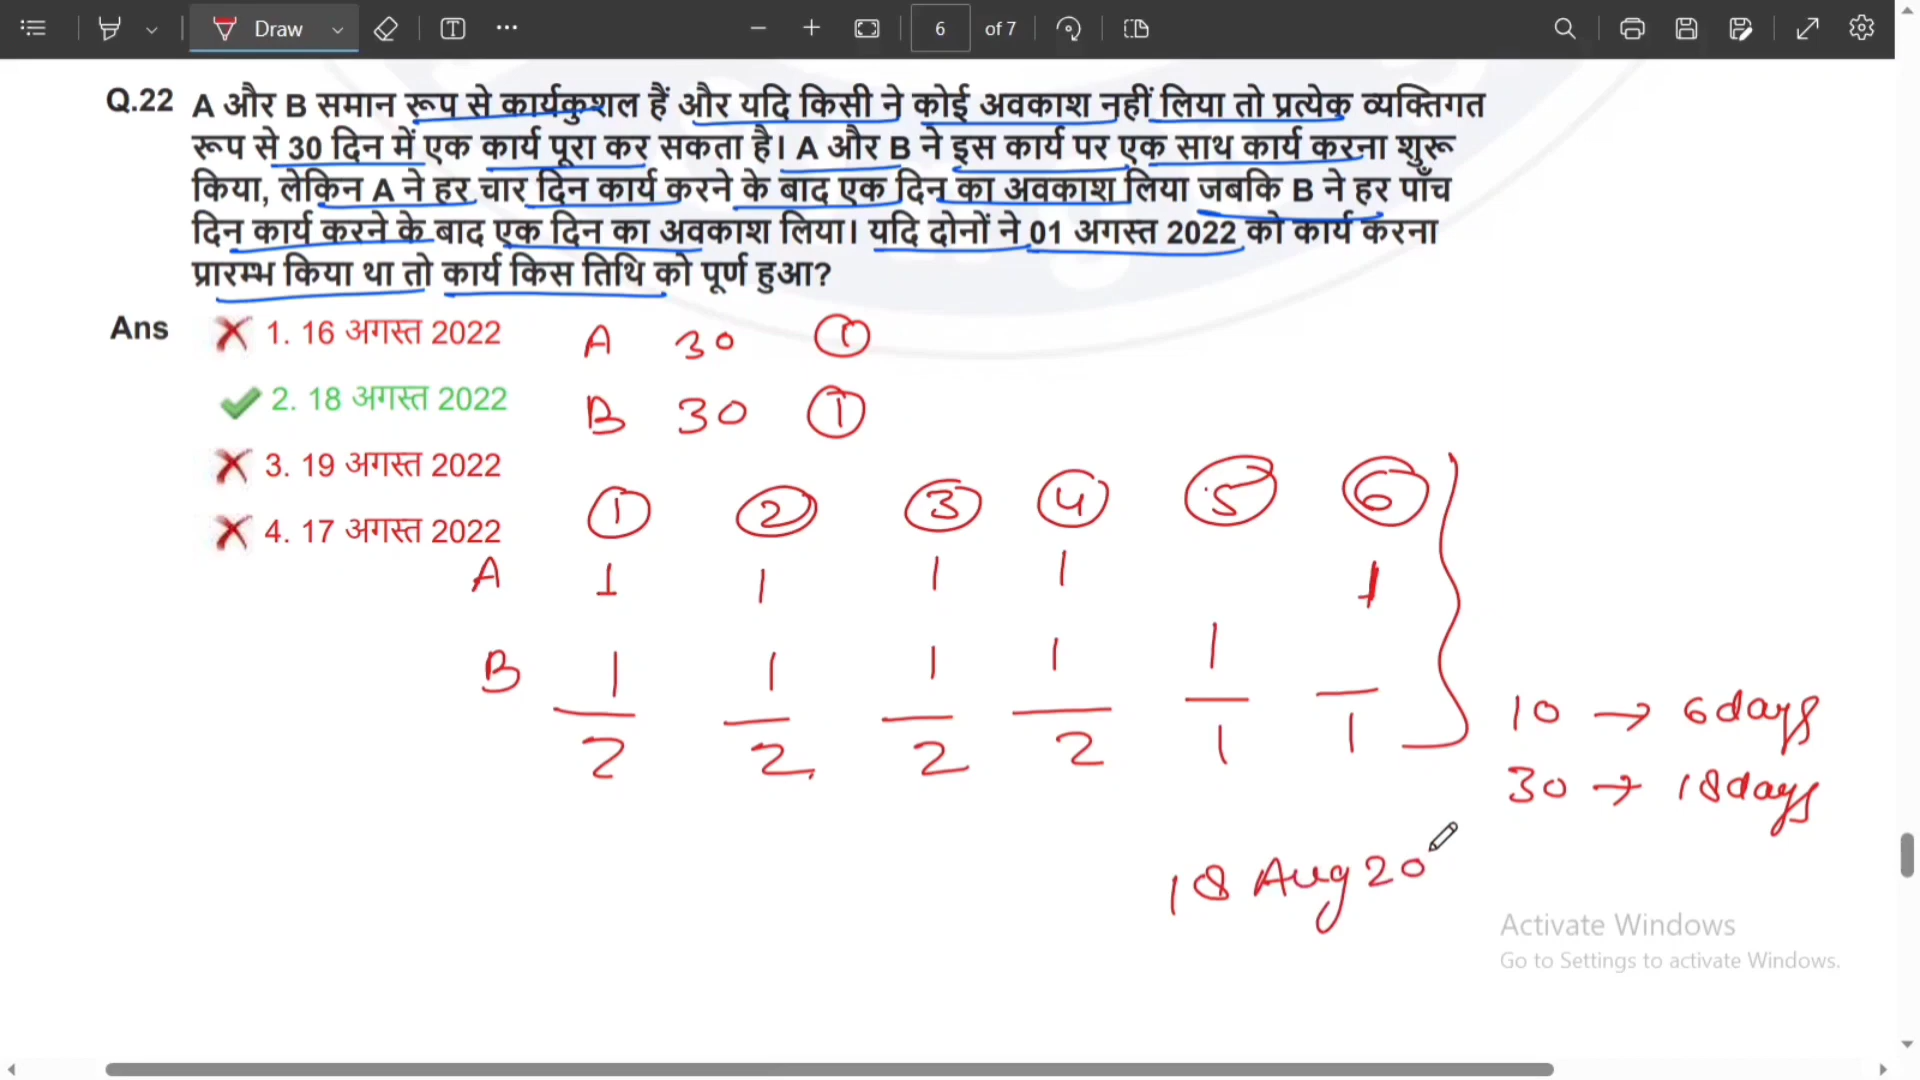 Draw
6 of 7
Q.22 A और B समान रूप से कार्यकुशल हैं और यदि किसी ने कोई अवकाश नहीं लिया तो प्रत्येक व्यक्तिगत
रूप से 30 दिन में एक कार्य पूरा कर सकता है। A और B ने इस कार्य पर एक साथ कार्य करना शुरू
किया, लेकिन A ने हर चार दिन कार्य करने के बाद एक दिन का अवकाश लिया जबकि B ने हर पाँच
दिन कार्य करने के बाद एक दिन का अवकाश लिया। यदि दोनों ने 01 अगस्त 2022 को कार्य करना
प्रारम्भ किया था तो कार्य किस तिथि को पूर्ण हुआ?
Ans 1. 16 अगस्त 2022
A 30 1
2. 18 अगस्त 2022
B 30 1
3. 19 अगस्त 2022
1 2 3 4 5 6
4. 17 अगस्त 2022
A 1 1 1 1 1
B 1 1 1 1 1
2 2 2 2 1 1
10 → 6 days
30 → 18 days
18 Aug 20
Activate Windows
Go to Settings to activate Windows.